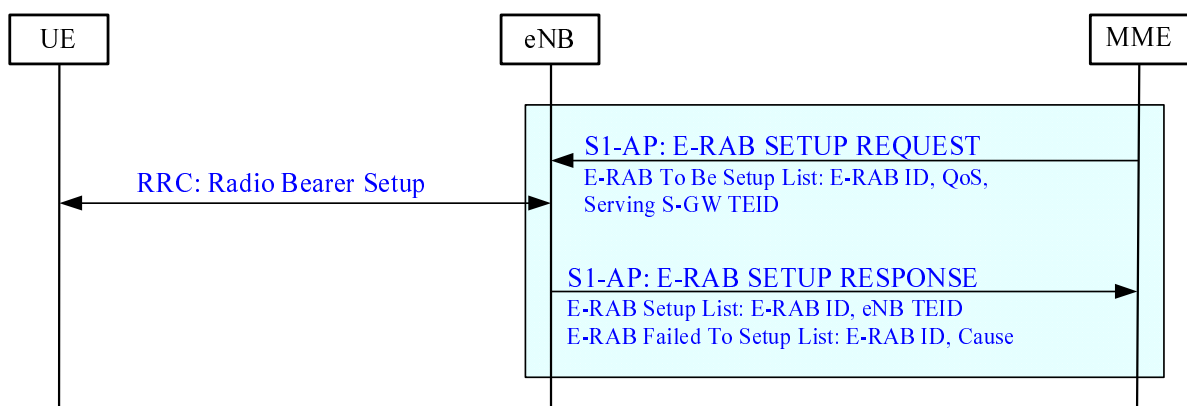 UE
eNB
MME
S1-AP: E-RAB SETUP REQUEST
E-RAB To Be Setup List: E-RAB ID, QoS,
Serving S-GW TEID
RRC: Radio Bearer Setup
S1-AP: E-RAB SETUP RESPONSE
E-RAB Setup List: E-RAB ID, eNB TEID
E-RAB Failed To Setup List: E-RAB ID, Cause